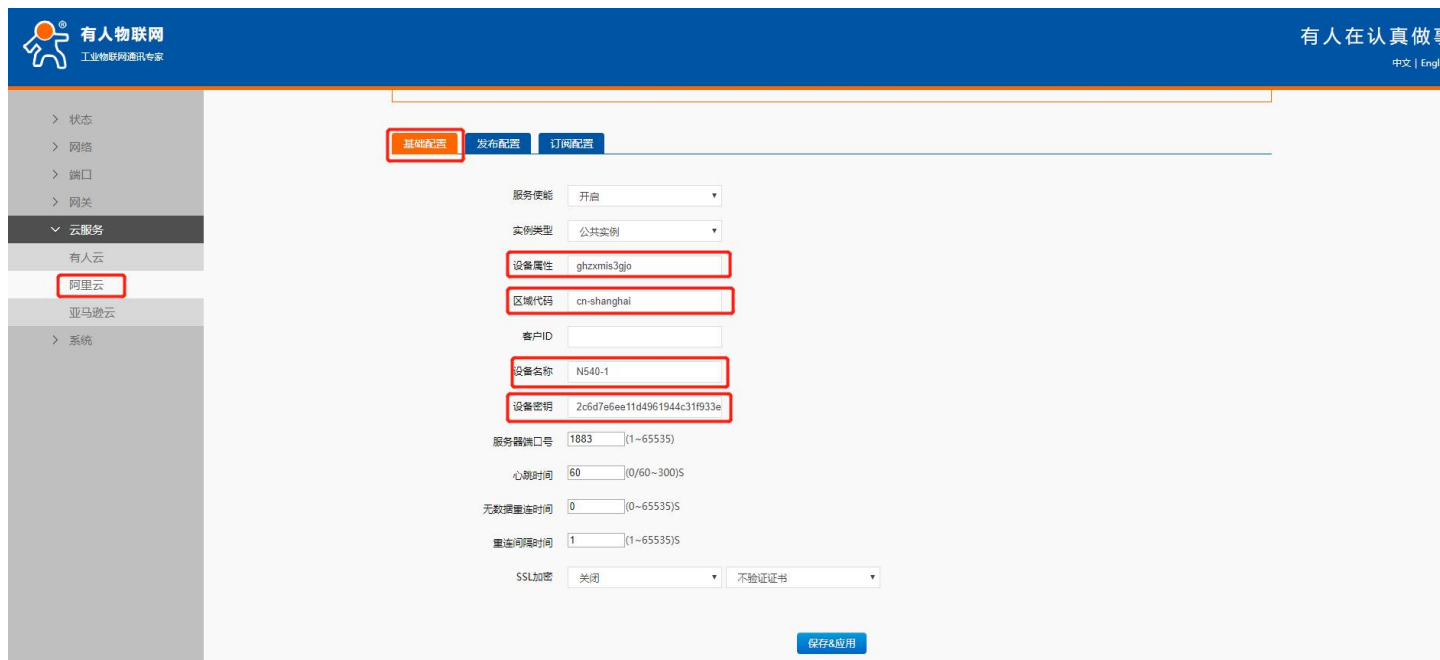 有人物联网
工业物联网通讯专家
有人在认真做事
中文 | Engl
状态
网络
端口
网关
云服务
有人云
阿里云
亚马逊云
系统
基础配置 发布配置 订阅配置
服务使能 开启
实例类型 公共实例
设备属性 ghzxmis3gjo
区域代码 cn-shanghai
客户ID
设备名称 N540-1
设备密钥 2c6d7e6ee11d4961944c31f933e
服务器端口号 1883 (1~65535)
心跳时间 60 (0/60~300)S
无数据重连时间 0 (0~65535)S
重连间隔时间 1 (1~65535)S
SSL加密 关闭 不验证证书
保存&应用